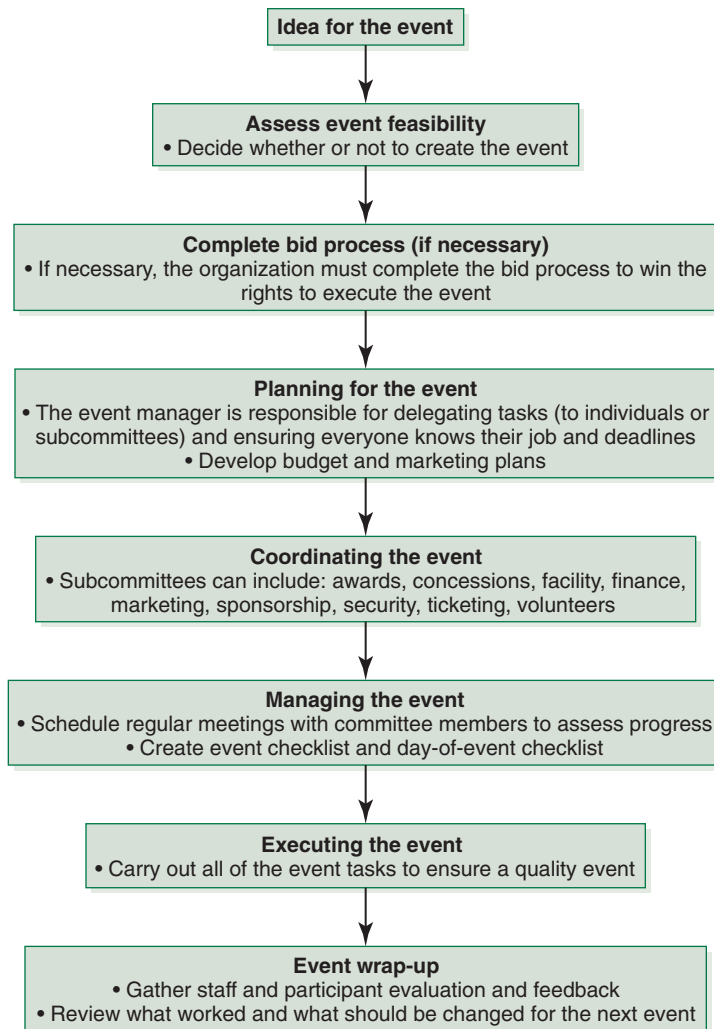 Idea for the event
Assess event feasibility
• Decide whether or not to create the event
Complete bid process (if necessary)
• If necessary, the organization must complete the bid process to win the
rights to execute the event
Planning for the event
• The event manager is responsible for delegating tasks (to individuals or
subcommittees) and ensuring everyone knows their job and deadlines
• Develop budget and marketing plans
Coordinating the event
• Subcommittees can include: awards, concessions, facility, finance,
marketing, sponsorship, security, ticketing, volunteers
Managing the event
• Schedule regular meetings with committee members to assess progress
• Create event checklist and day-of-event checklist
Executing the event
• Carry out all of the event tasks to ensure a quality event
Event wrap-up
• Gather staff and participant evaluation and feedback
• Review what worked and what should be changed for the next event